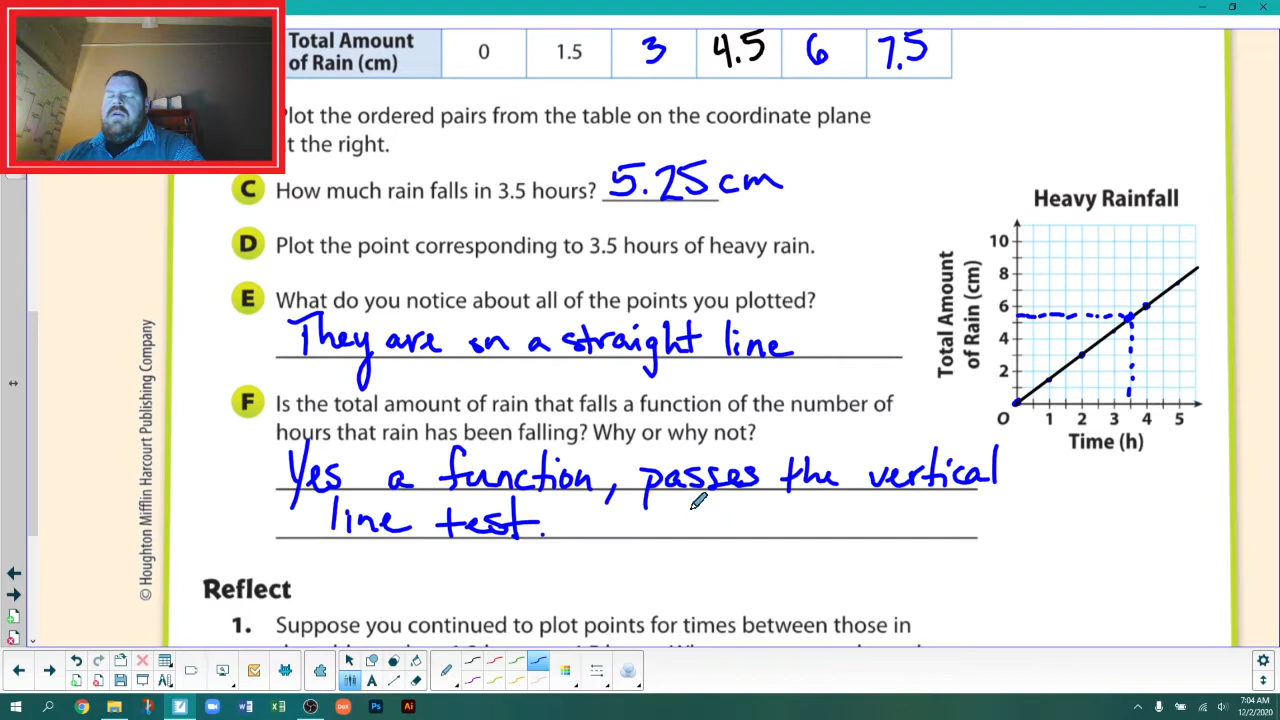 Total Amount of Rain (cm) 0 1.5 3 4.5 6 7.5
Plot the ordered pairs from the table on the coordinate plane
t the right.
C How much rain falls in 3.5 hours? 5.25 cm
D Plot the point corresponding to 3.5 hours of heavy rain.
E What do you notice about all of the points you plotted?
They are on a straight line
F Is the total amount of rain that falls a function of the number of
hours that rain has been falling? Why or why not?
Yes a function, passes the vertical
line test.
Reflect
1. Suppose you continued to plot points for times between those in
© Houghton Mifflin Harcourt Publishing Company
Heavy Rainfall
Total Amount
of Rain (cm)
10
8
6
4
2
O 1 2 3 4 5
Time (h)
A
W
X
Dox
Ps
Ai
7:04 AM
12/2/2020